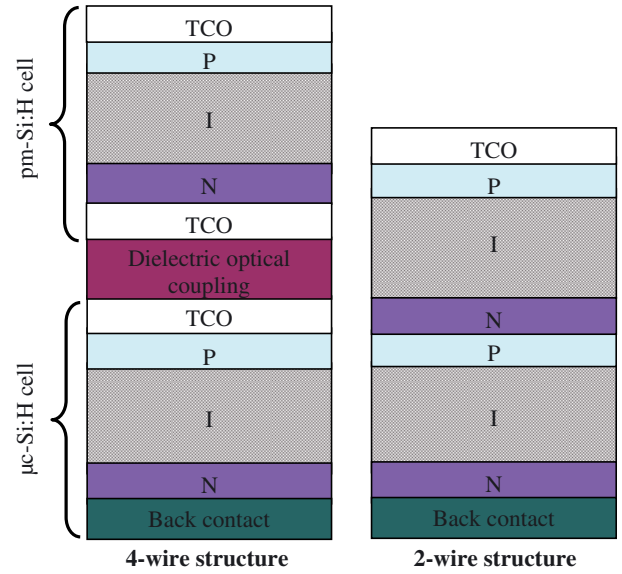 pm-Si:H cell
TCO
P
I
N
TCO
Dielectric optical
coupling
μc-Si:H cell
TCO
P
I
N
Back contact
4-wire structure
TCO
P
I
N
P
I
N
Back contact
2-wire structure